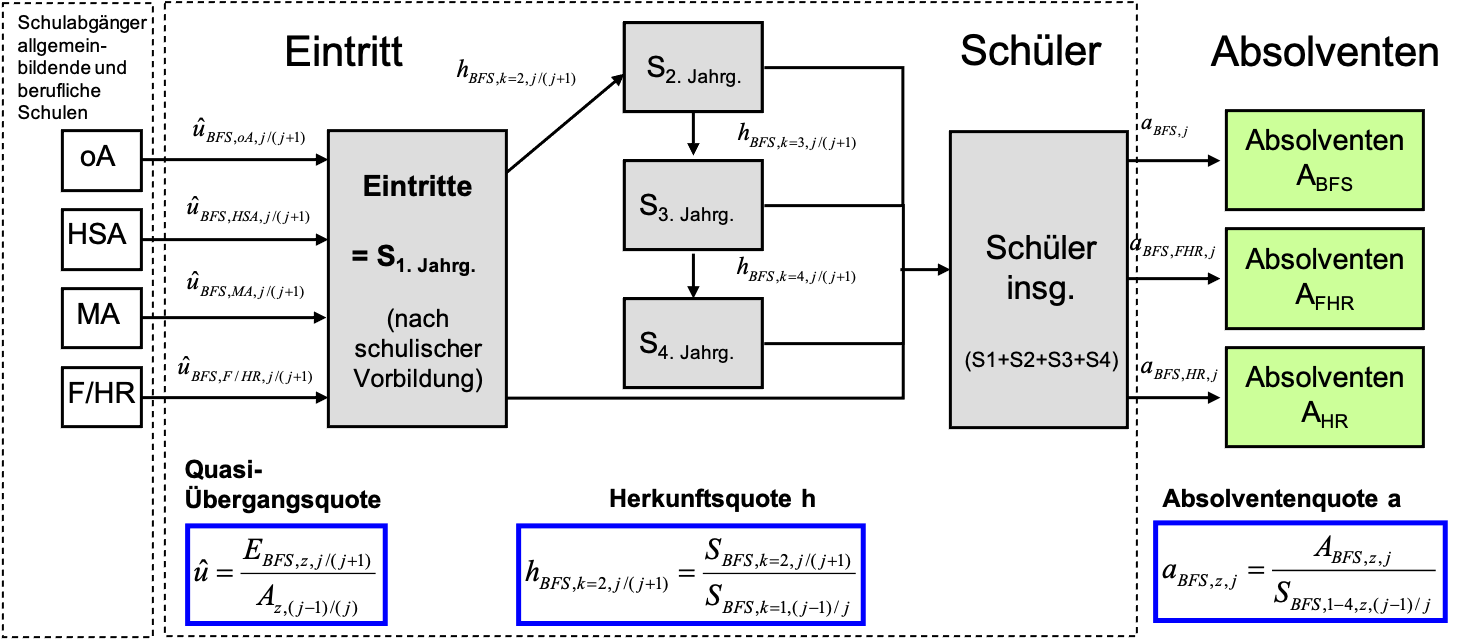 Schulabgänger
allgemein-
bildende und
berufliche
Schulen
Eintritt
Schüler
Absolventen
oA
HSA
MA
F/HR
û_{BFS,oA,j/(j+1)}
û_{BFS,HSA,j/(j+1)}
û_{BFS,MA,j/(j+1)}
û_{BFS,F/HR,j/(j+1)}
Eintritte
= S_{1. Jahrg.}
(nach
schulischer
Vorbildung)
h_{BFS,k=2,j/(j+1)}
S_{2. Jahrg.}
h_{BFS,k=3,j/(j+1)}
S_{3. Jahrg.}
h_{BFS,k=4,j/(j+1)}
S_{4. Jahrg.}
Schüler
insg.
(S1+S2+S3+S4)
a_{BFS,j}
a_{BFS,FHR,j}
a_{BFS,HR,j}
Absolventen
A_{BFS}
Absolventen
A_{FHR}
Absolventen
A_{HR}
Quasi-
Übergangsquote
û = E_{BFS,z,j/(j+1)} / A_{z,(j−1)/(j)}
Herkunftsquote h
h_{BFS,k=2,j/(j+1)} = S_{BFS,k=2,j/(j+1)} / S_{BFS,k=1,(j−1)/j}
Absolventenquote a
a_{BFS,z,j} = A_{BFS,z,j} / S_{BFS,1−4,z,(j−1)/j}